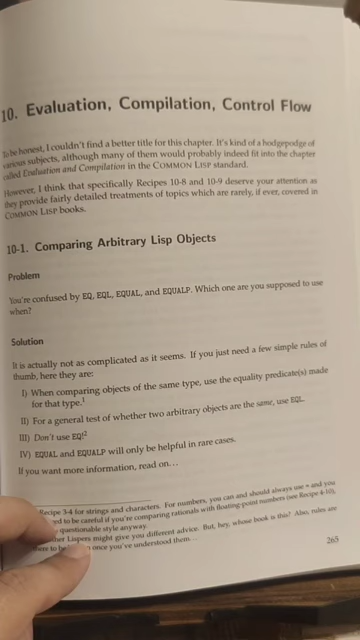 10. Evaluation, Compilation, Control Flow
To be honest, I couldn't find a better title for this chapter. It's kind of a hodgepodge of
various subjects, although many of them would probably indeed fit into the chapter
called Evaluation and Compilation in the COMMON LISP standard.
However, I think that specifically Recipes 10-8 and 10-9 deserve your attention as
they provide fairly detailed treatments of topics which are rarely, if ever, covered in
COMMON LISP books.
10-1. Comparing Arbitrary Lisp Objects
Problem
You're confused by EQ, EQL, EQUAL, and EQUALP. Which one are you supposed to use
when?
Solution
It is actually not as complicated as it seems. If you just need a few simple rules of
thumb, here they are:
I) When comparing objects of the same type, use the equality predicate(s) made
for that type.1
II) For a general test of whether two arbitrary objects are the same, use EQL.
III) Don't use EQ!2
IV) EQUAL and EQUALP will only be helpful in rare cases.
If you want more information, read on...
Recipe 3-4 for strings and characters. For numbers, you can and should always use = and you
to be careful if you're comparing rationals with floating-point numbers (see Recipe 4-10),
questionable style anyway.
Lispers might give you different advice. But, hey, whose book is this? Also, rules are
once you've understood them...
265